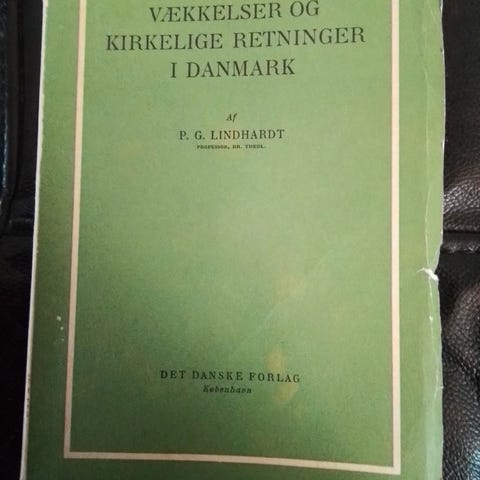 VÆKKELSER OG
KIRKELIGE RETNINGER
I DANMARK
Af
P. G. LINDHARDT
PROFESSOR, DR. THEOL.
DET DANSKE FORLAG
København